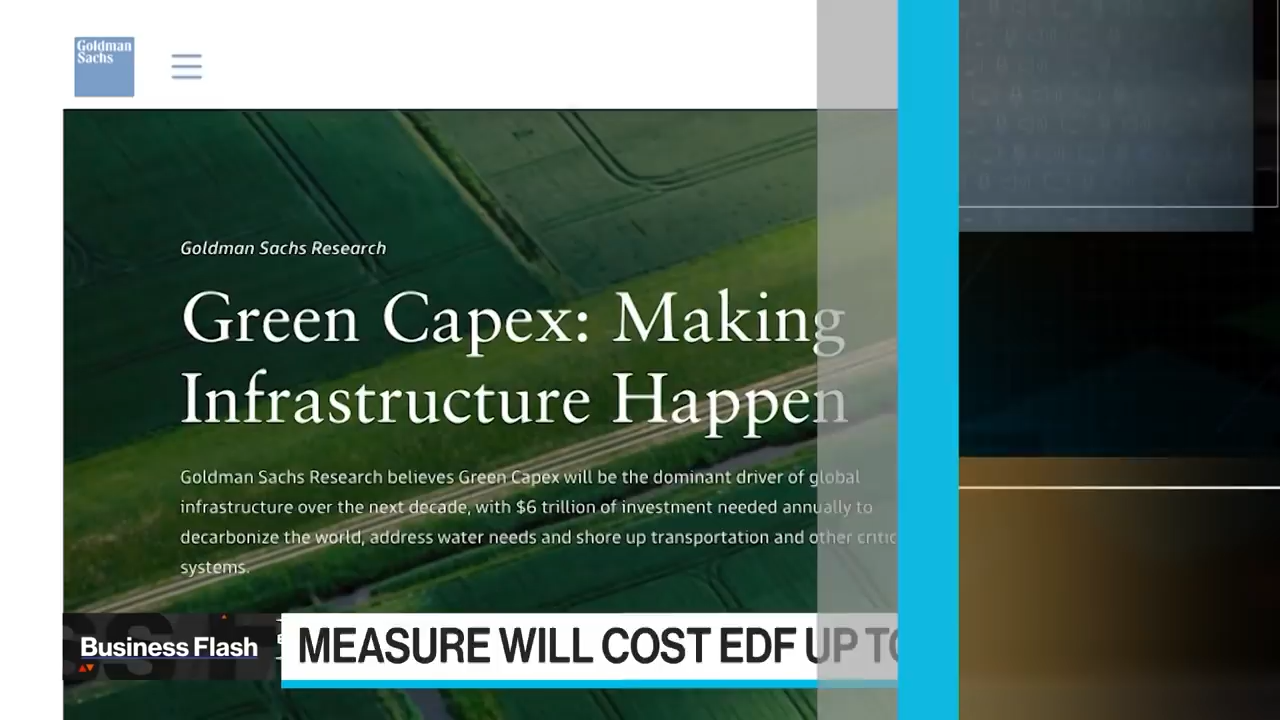 Goldman
Sachs
Goldman Sachs Research
Green Capex: Making
Infrastructure Happen
Goldman Sachs Research believes Green Capex will be the dominant driver of global
infrastructure over the next decade, with $6 trillion of investment needed annually to
decarbonize the world, address water needs and shore up transportation and other critic
systems.
Business Flash
MEASURE WILL COST EDF UP TO